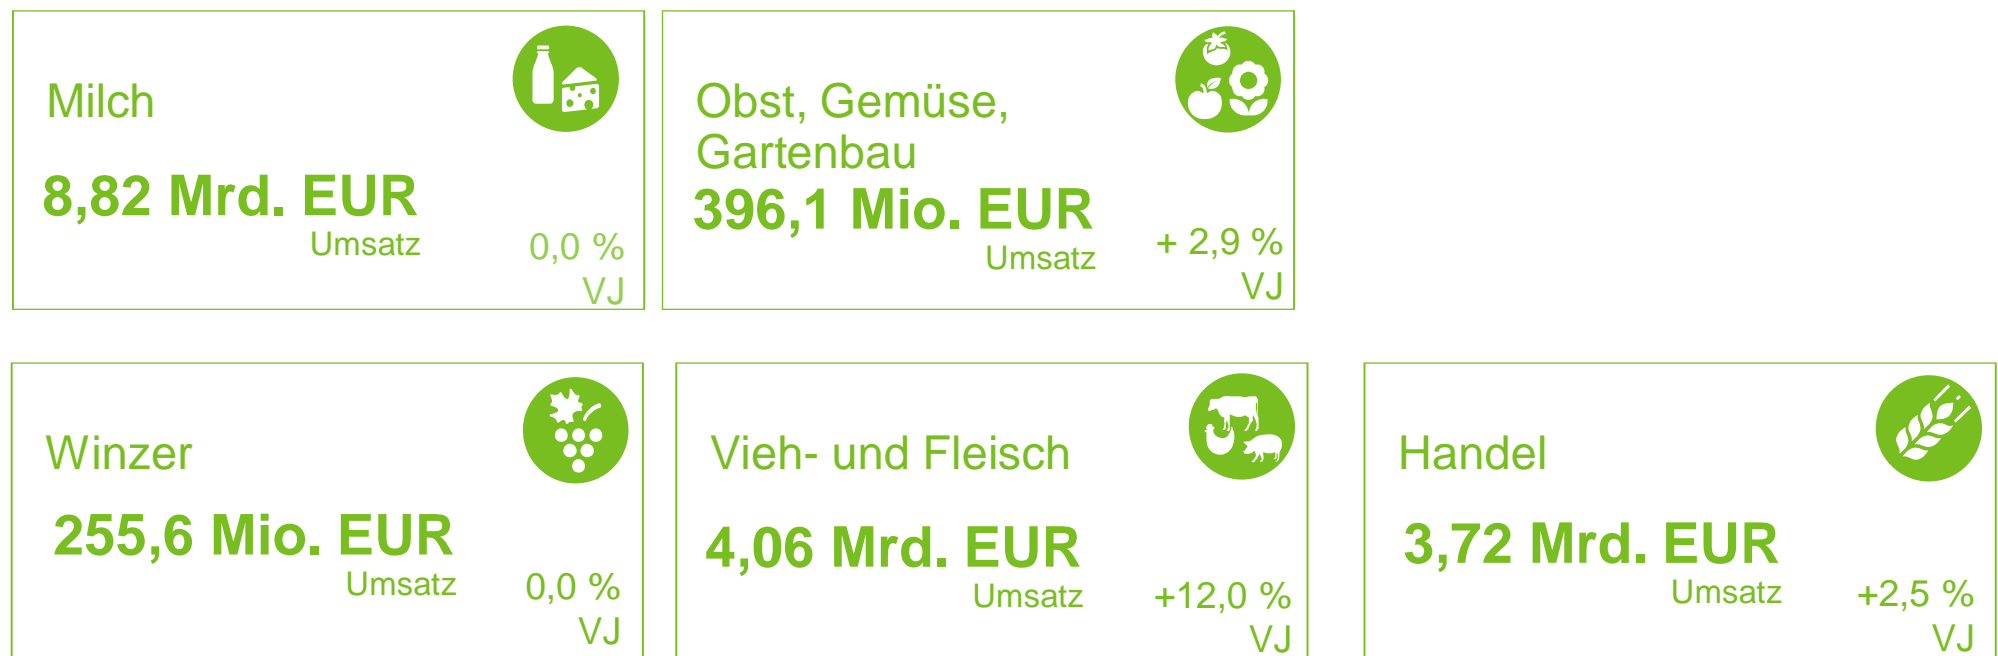 Milch
8,82 Mrd. EUR
Umsatz
0,0 %
VJ
Obst, Gemüse,
Gartenbau
396,1 Mio. EUR
Umsatz
+ 2,9 %
VJ
Winzer
255,6 Mio. EUR
Umsatz
0,0 %
VJ
Vieh- und Fleisch
4,06 Mrd. EUR
Umsatz
+12,0 %
VJ
Handel
3,72 Mrd. EUR
Umsatz
+2,5 %
VJ